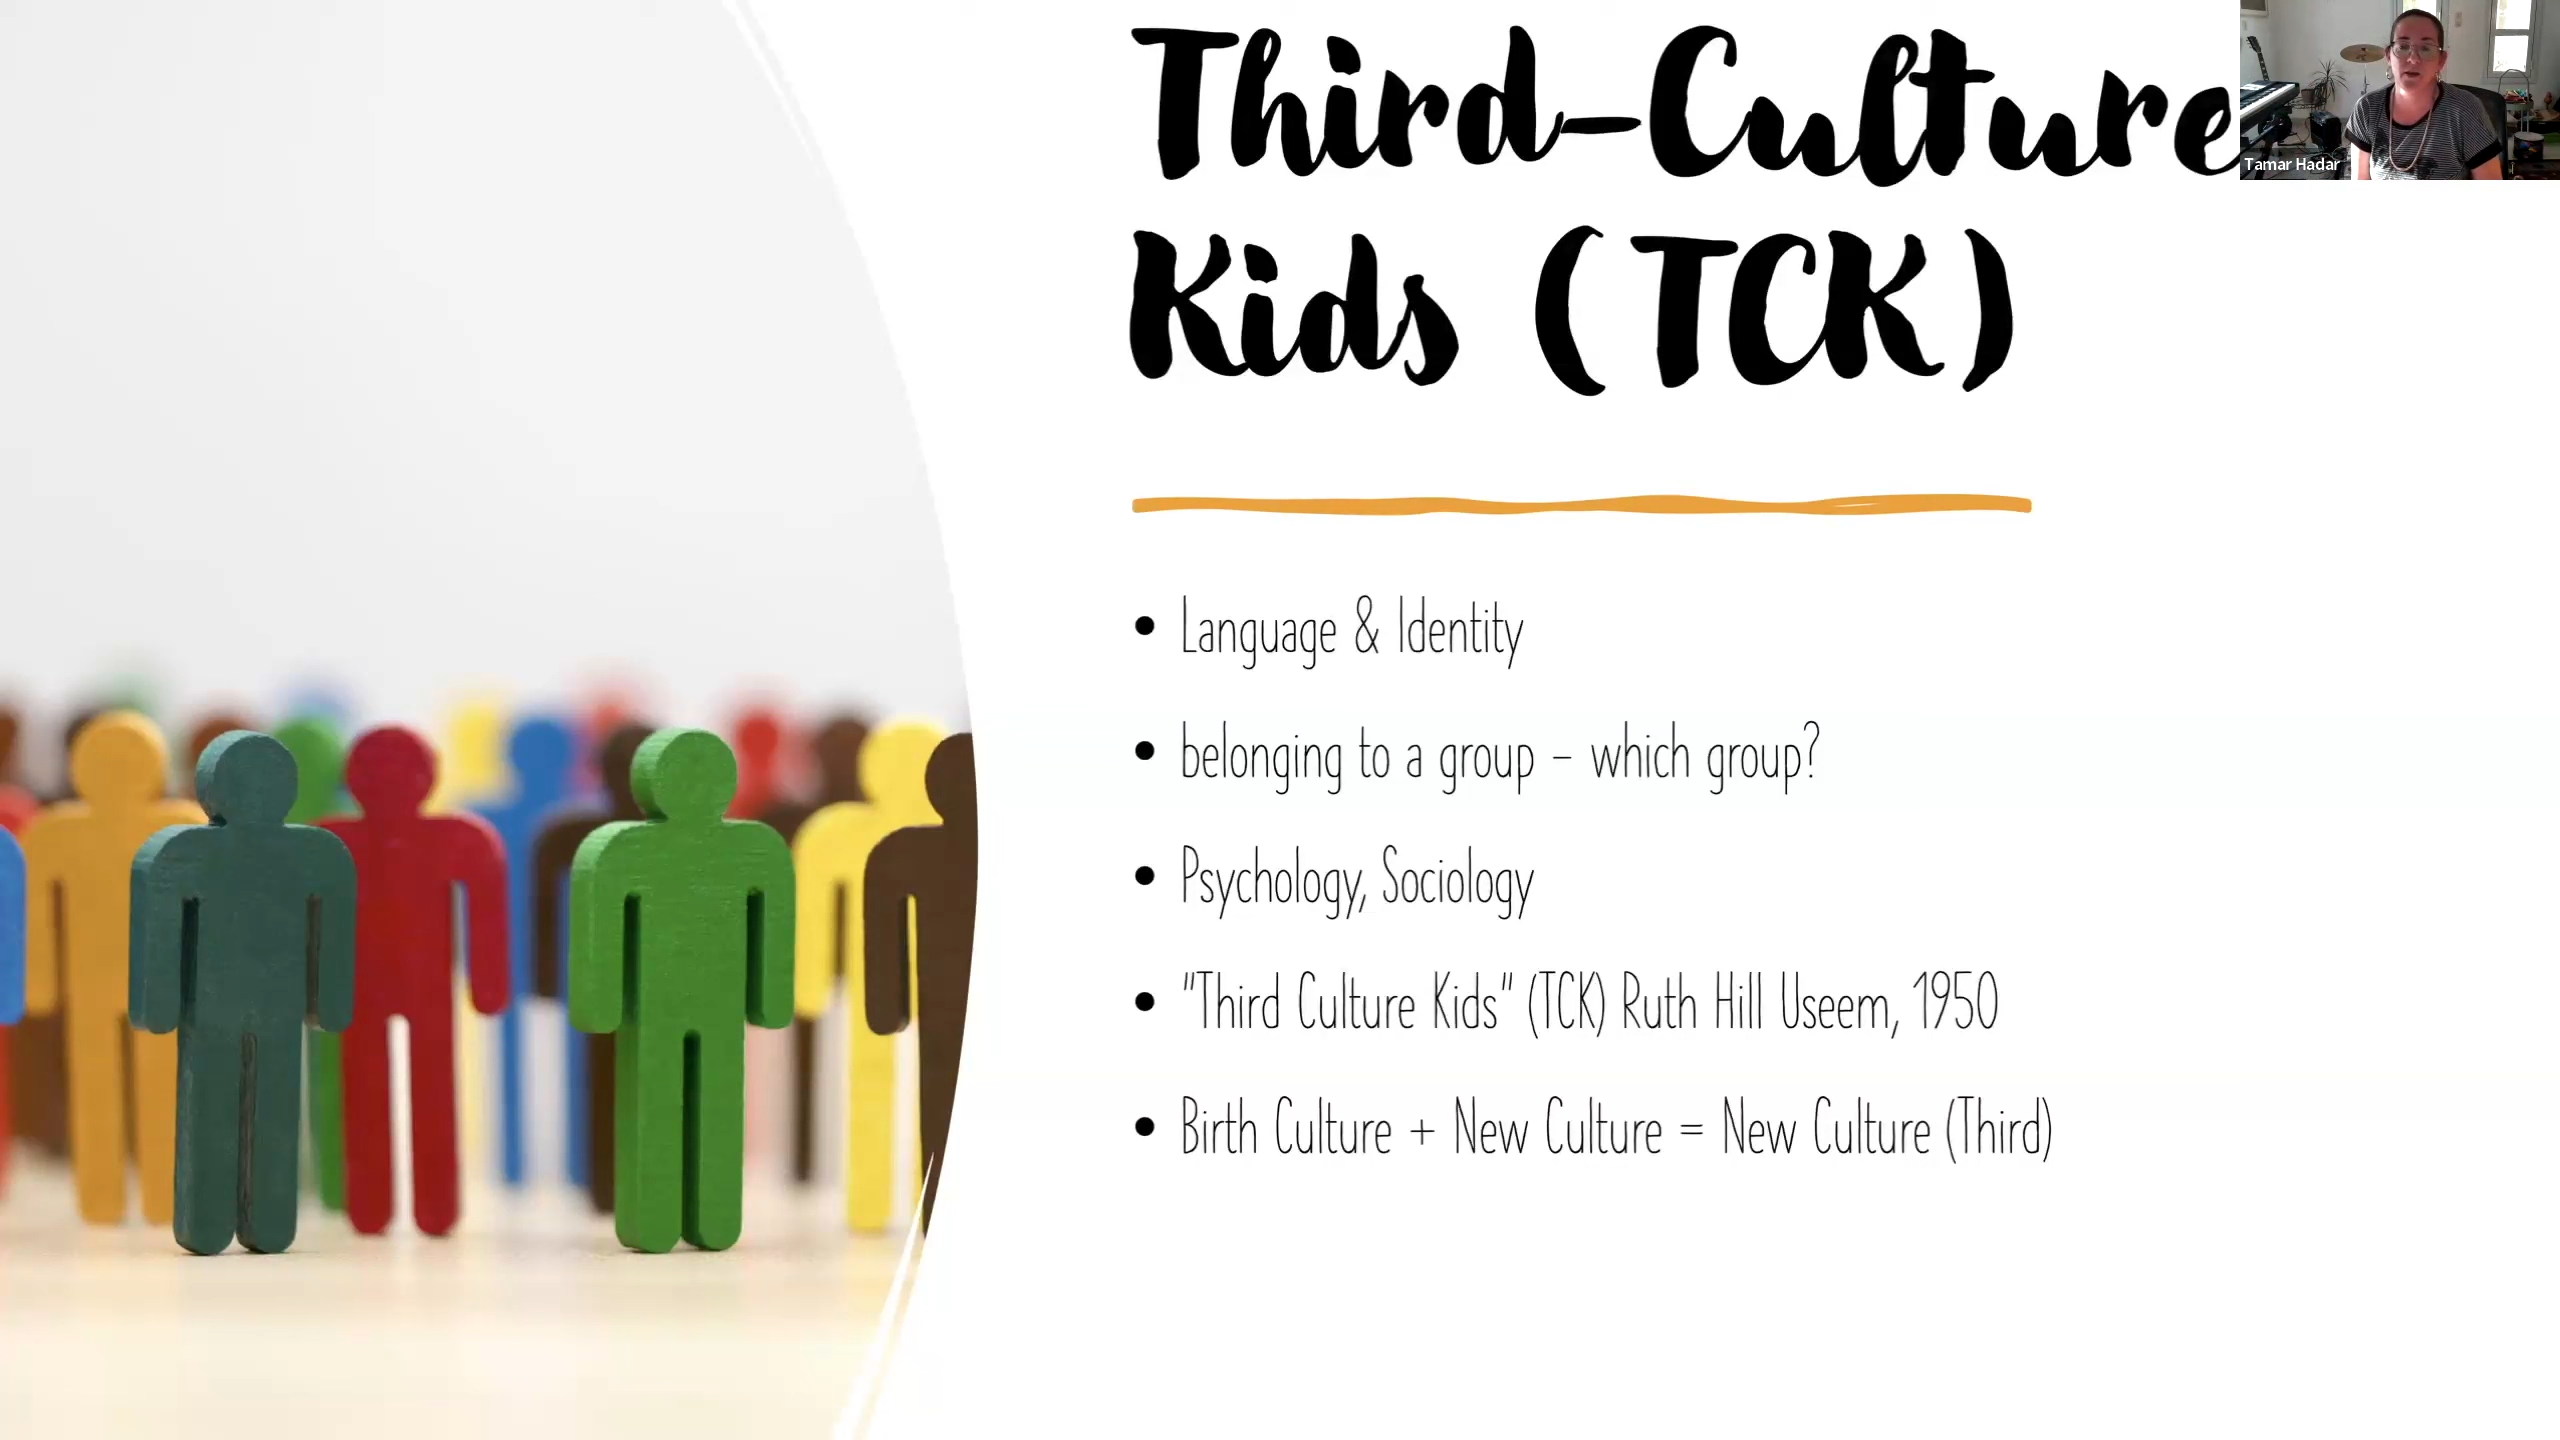 Third-Culture
Kids (TCK)
Tamar Hadar
• Language & Identity
• belonging to a group – which group?
• Psychology, Sociology
• "Third Culture Kids" (TCK) Ruth Hill Useem, 1950
• Birth Culture + New Culture = New Culture (Third)